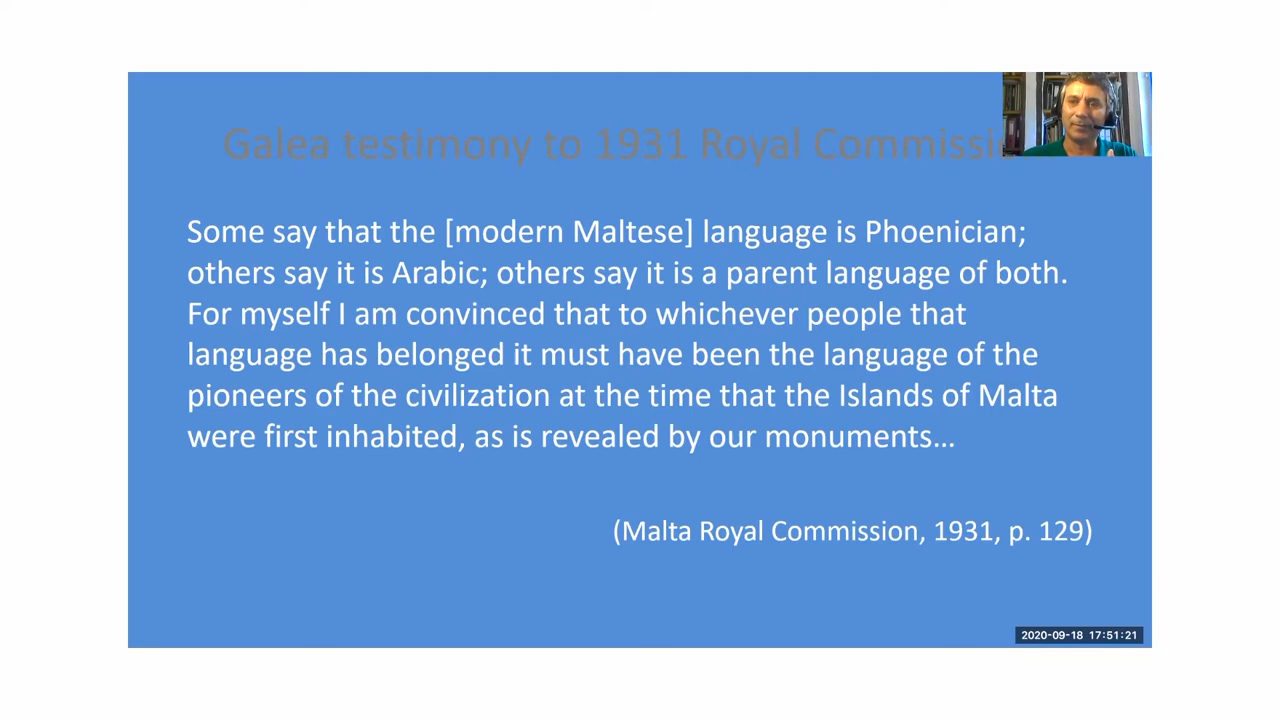 Galea testimony to 1931 Royal Commissi
Some say that the [modern Maltese] language is Phoenician;
others say it is Arabic; others say it is a parent language of both.
For myself I am convinced that to whichever people that
language has belonged it must have been the language of the
pioneers of the civilization at the time that the Islands of Malta
were first inhabited, as is revealed by our monuments…
(Malta Royal Commission, 1931, p. 129)
2020-09-18 17:51:21